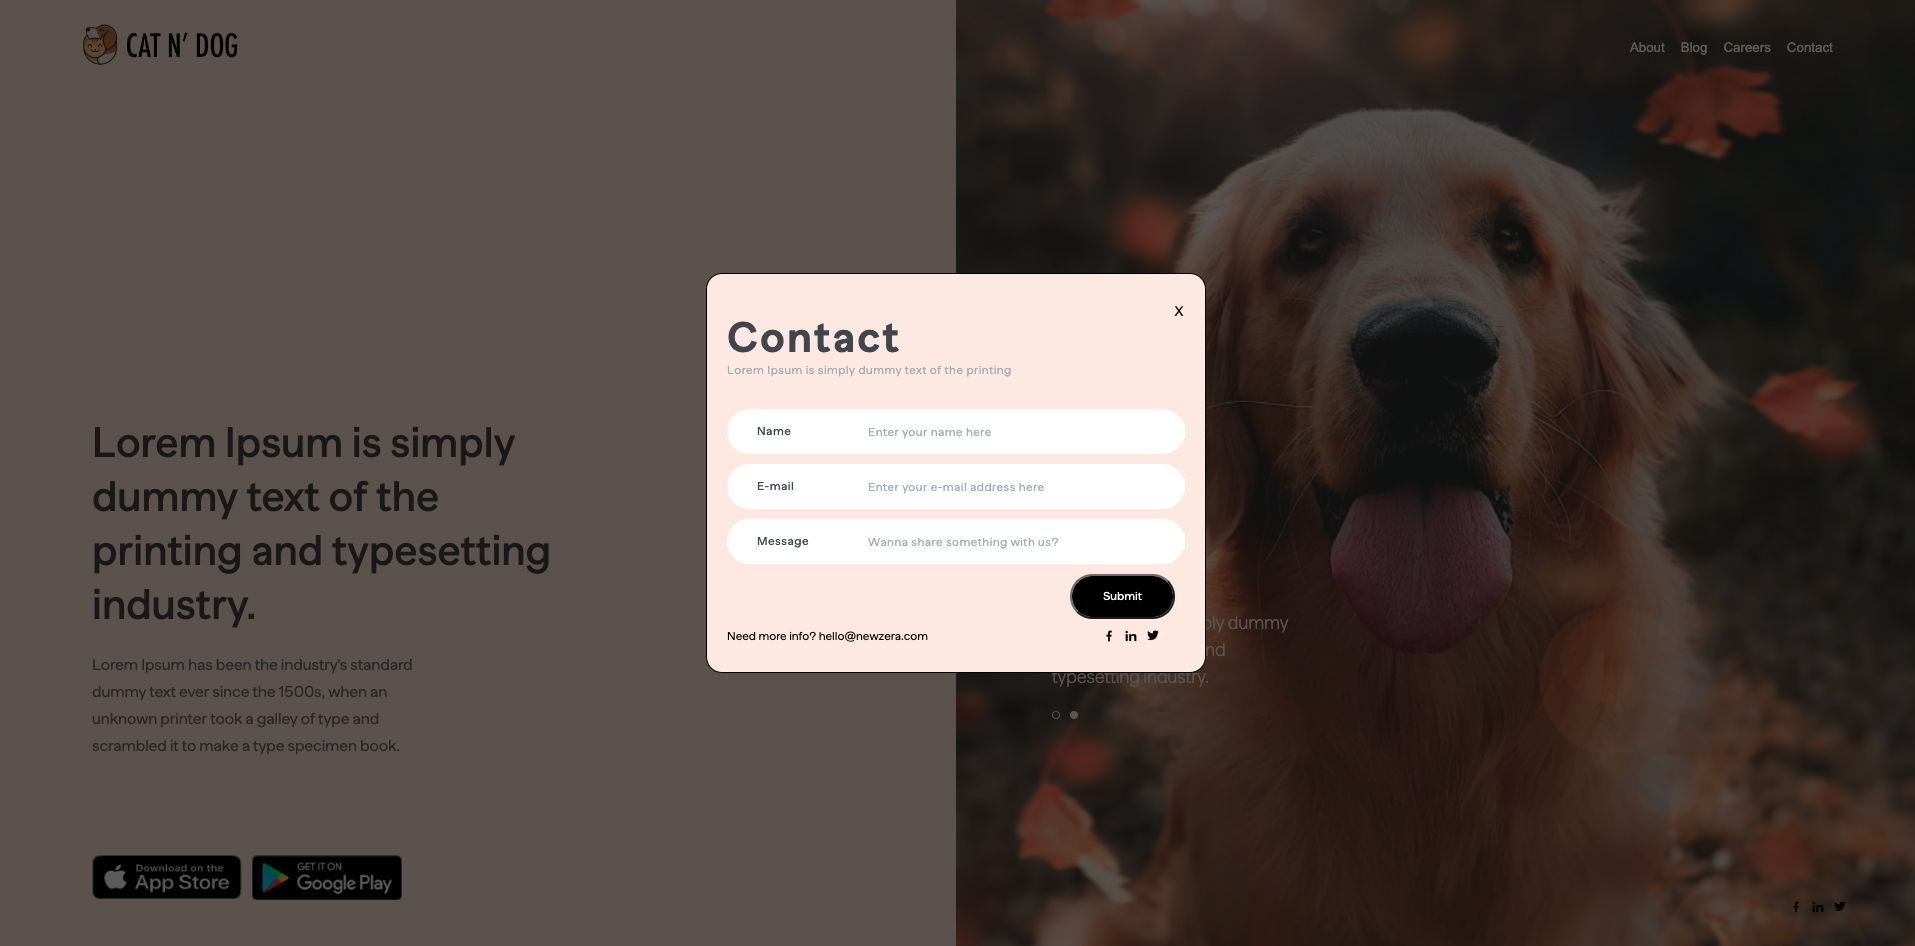 CAT N' DOG
About Blog Careers Contact
Lorem Ipsum is simply
dummy text of the
printing and typesetting
industry.
Lorem Ipsum has been the industry's standard
dummy text ever since the 1500s, when an
unknown printer took a galley of type and
scrambled it to make a type specimen book.
Download on the
App Store
GET IT ON
Google Play
X
Contact
Lorem Ipsum is simply dummy text of the printing
Name Enter your name here
E-mail Enter your e-mail address here
Message Wanna share something with us?
Submit
Need more info? hello@newzera.com
f in
dummy
typesetting industry.
f in